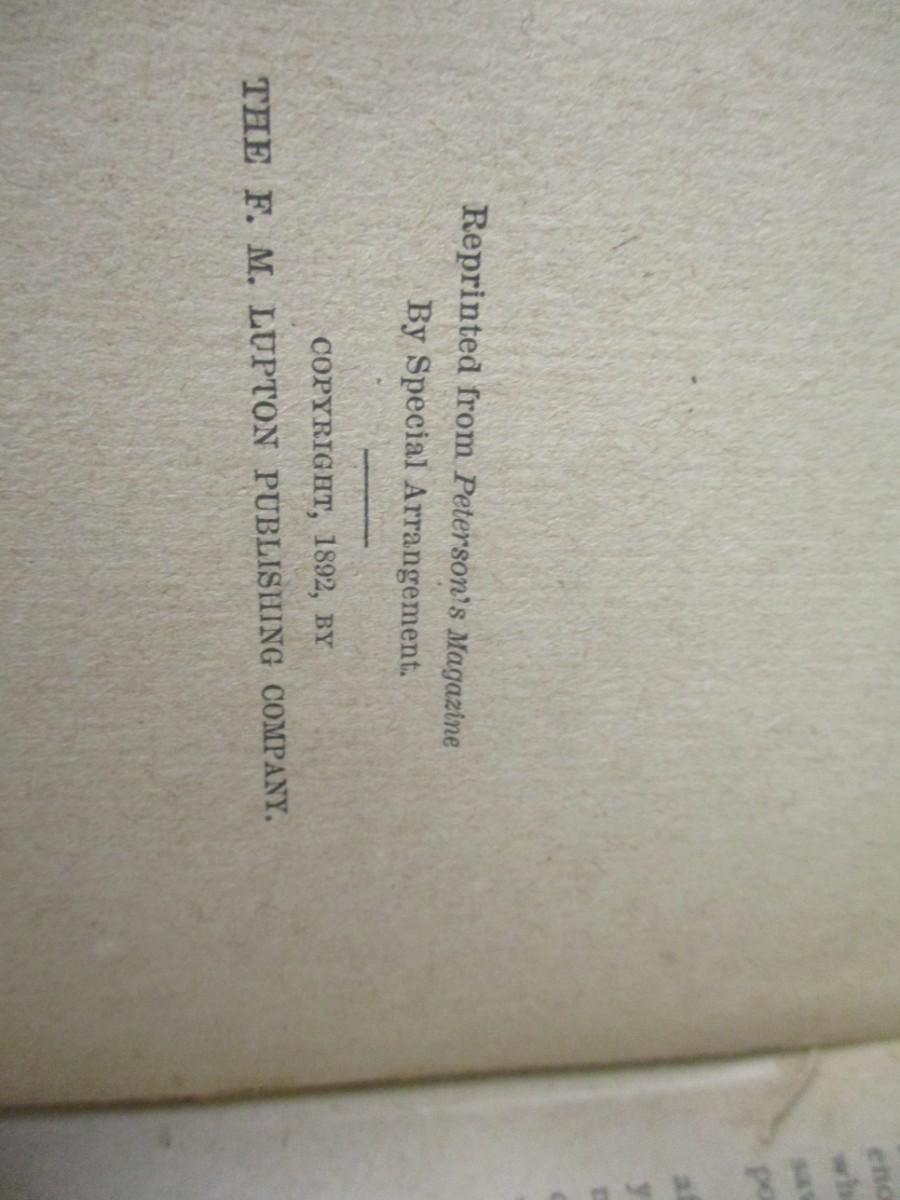 Reprinted from Peterson's Magazine
By Special Arrangement.
COPYRIGHT, 1892, BY
THE F. M. LUPTON PUBLISHING COMPANY.